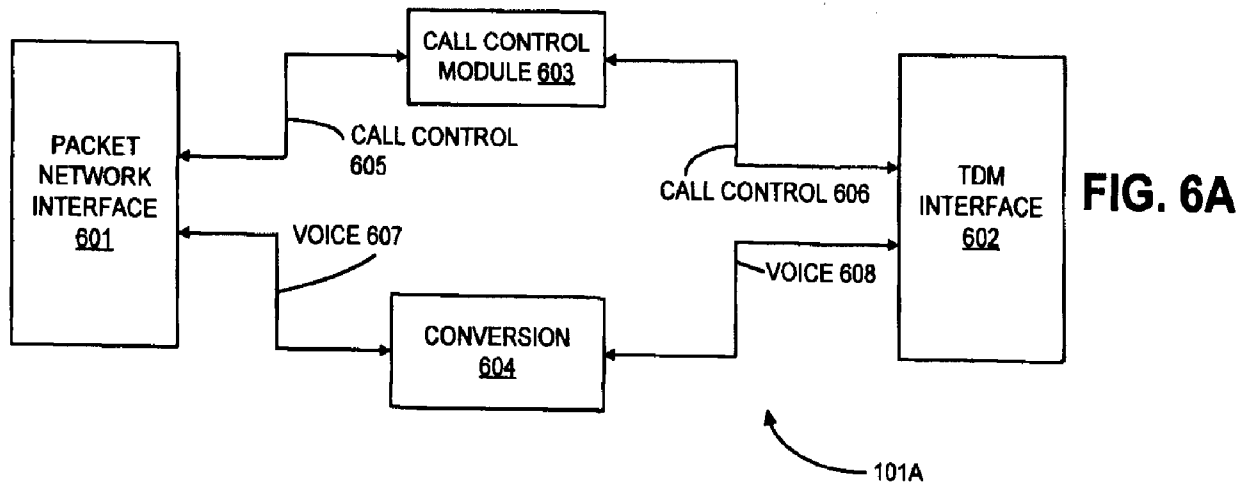 CALL CONTROL
MODULE 603
PACKET
NETWORK
INTERFACE
601
CALL CONTROL
605
CALL CONTROL 606
TDM
INTERFACE
602
FIG. 6A
VOICE 607
VOICE 608
CONVERSION
604
101A